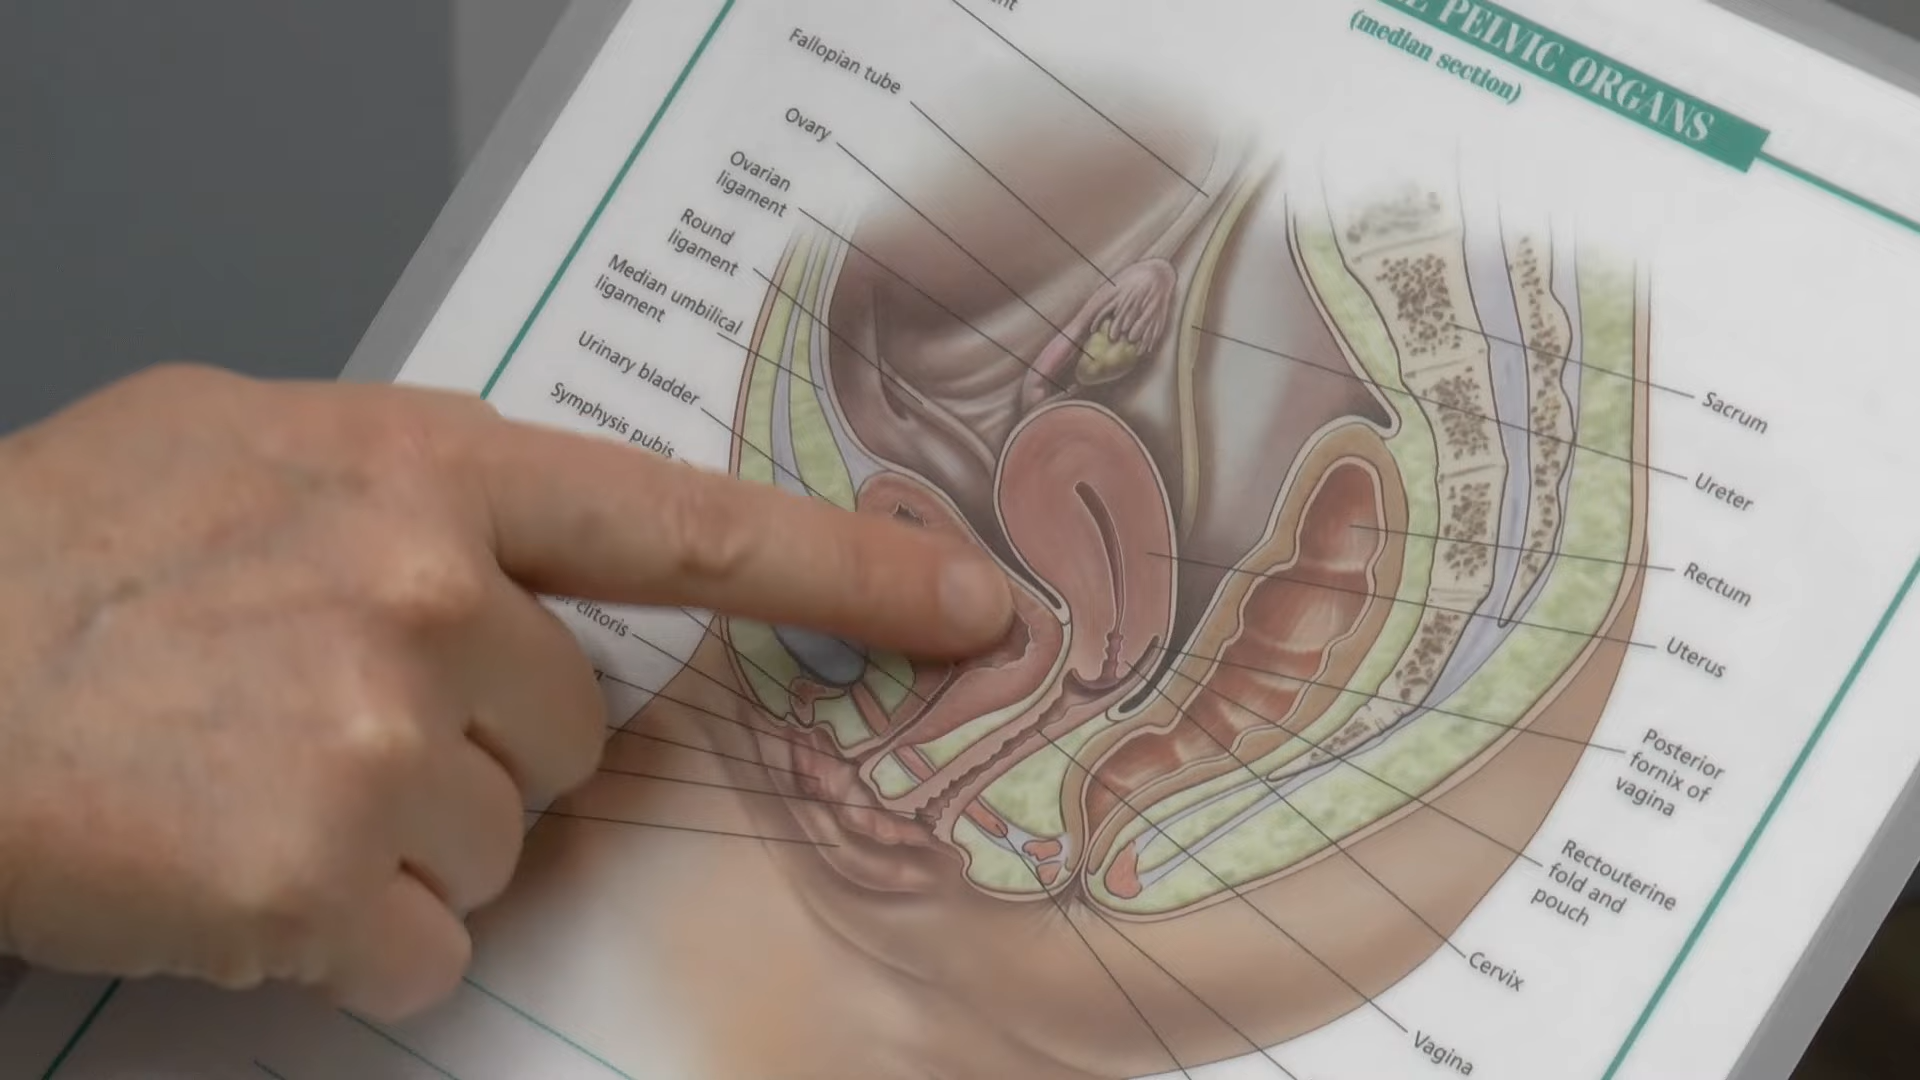 PELVIC ORGANS
(median section)
Fallopian tube
Ovary
Ovarian
ligament
Round
ligament
Median umbilical
ligament
Urinary bladder
Symphysis pubis
clitoris
Sacrum
Ureter
Rectum
Uterus
Posterior
fornix of
vagina
Rectouterine
fold and
pouch
Cervix
Vagina